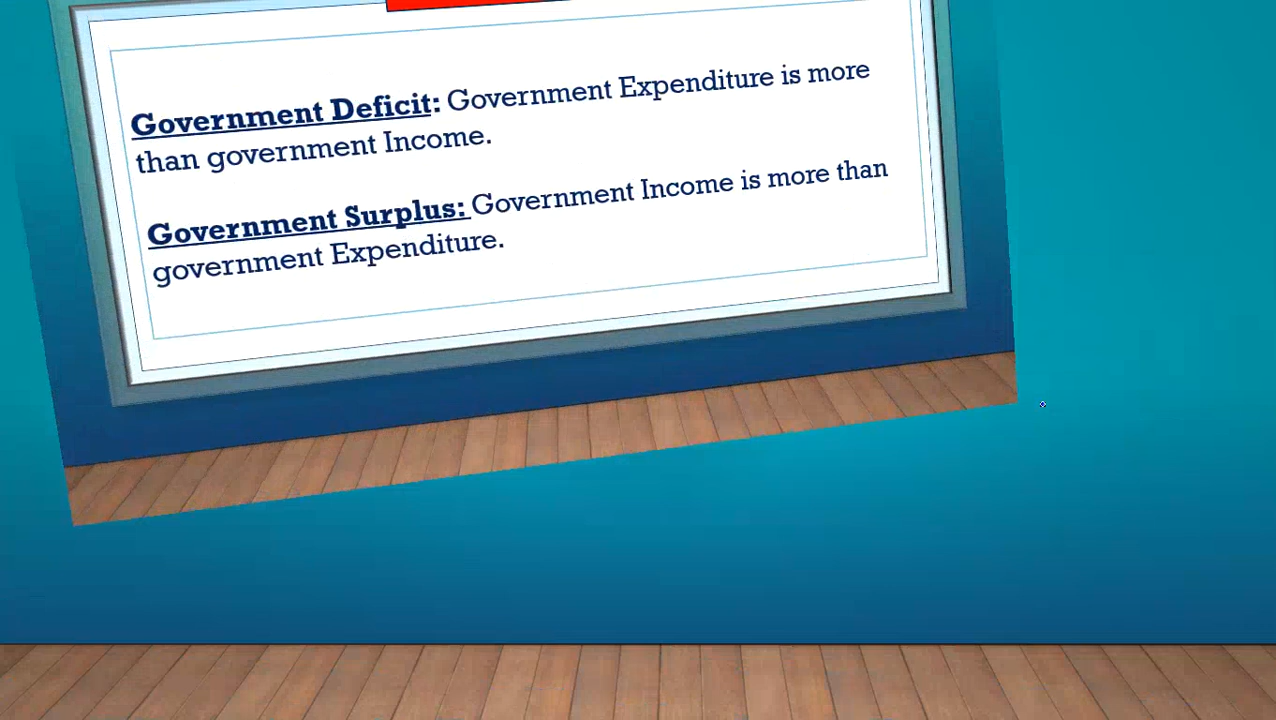 Government Deficit: Government Expenditure is more
than government Income.
Government Surplus: Government Income is more than
government Expenditure.